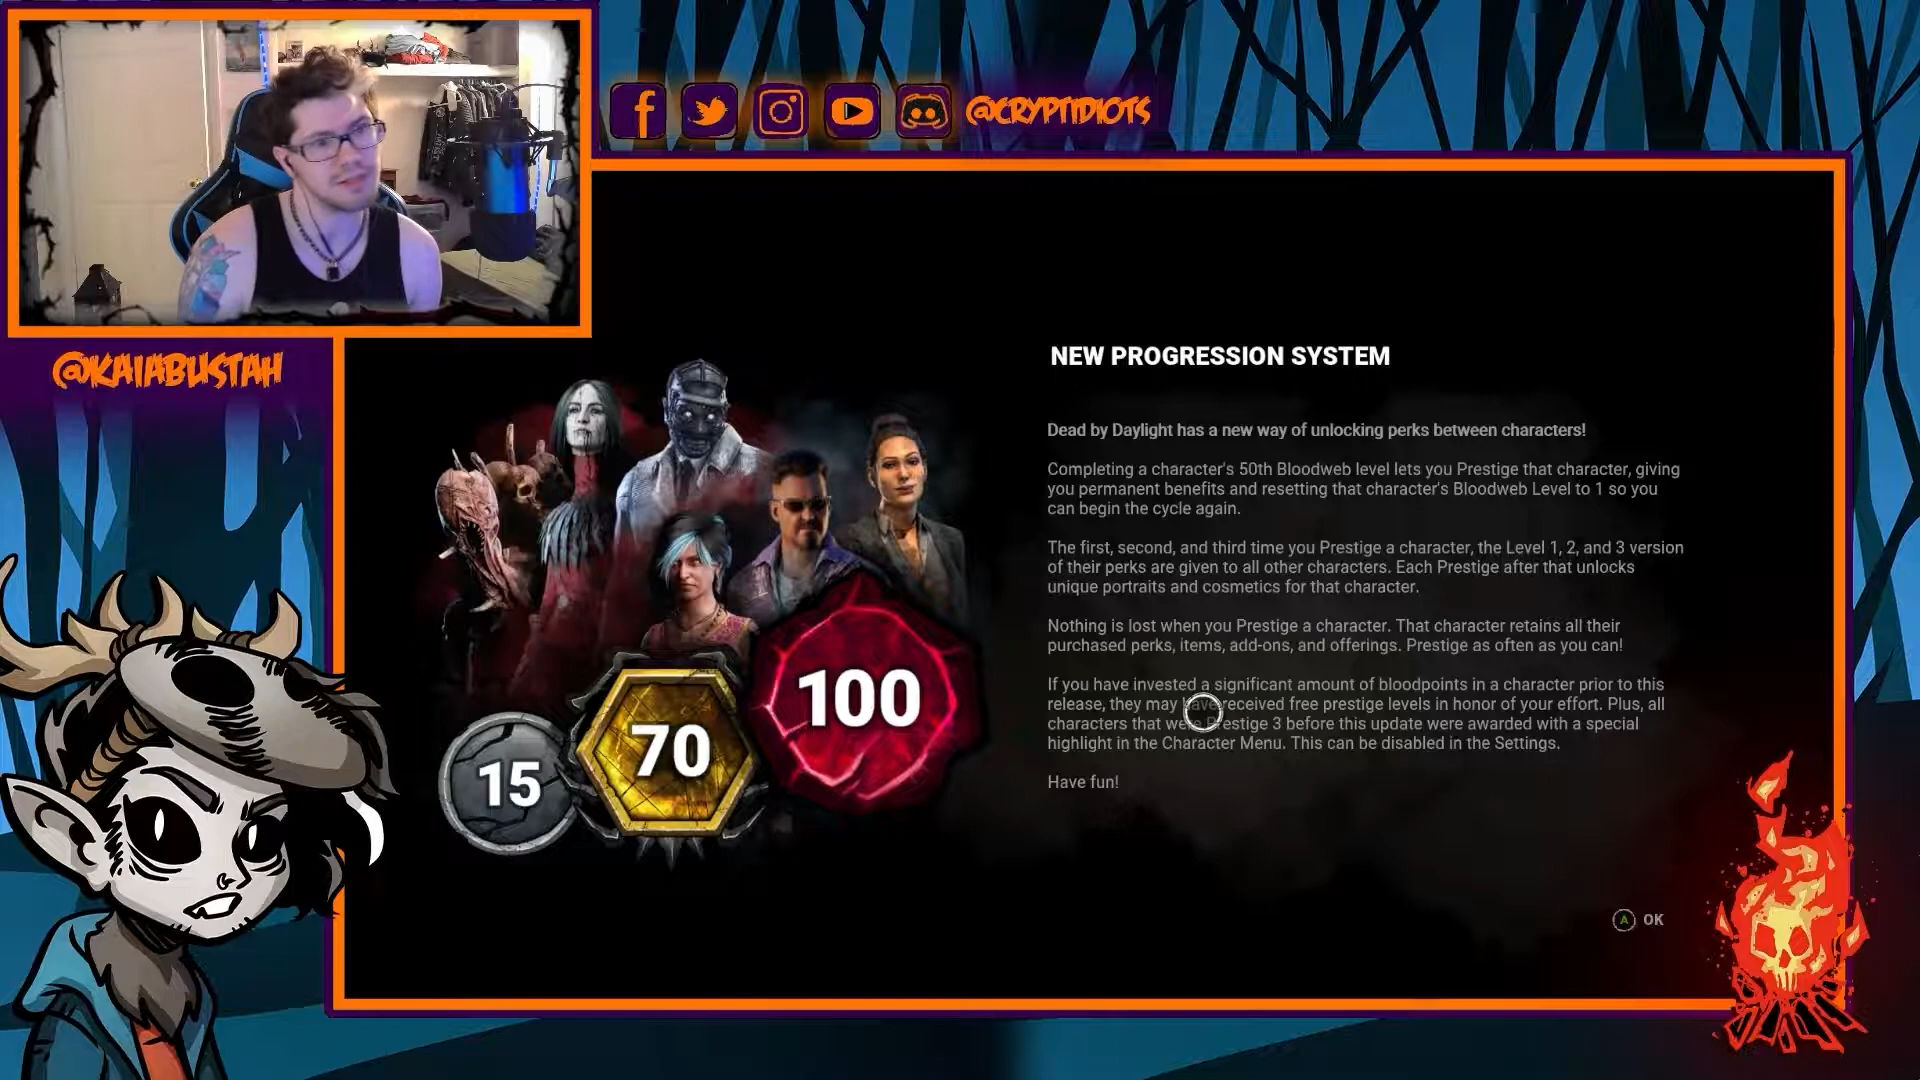 @CRYPTIDIOTS
@KAIABUSTAH
NEW PROGRESSION SYSTEM
Dead by Daylight has a new way of unlocking perks between characters!
Completing a character's 50th Bloodweb level lets you Prestige that character, giving
you permanent benefits and resetting that character's Bloodweb Level to 1 so you
can begin the cycle again.
The first, second, and third time you Prestige a character, the Level 1, 2, and 3 version
of their perks are given to all other characters. Each Prestige after that unlocks
unique portraits and cosmetics for that character.
Nothing is lost when you Prestige a character. That character retains all their
purchased perks, items, add-ons, and offerings. Prestige as often as you can!
If you have invested a significant amount of bloodpoints in a character prior to this
release, they may have received free prestige levels in honor of your effort. Plus, all
characters that were Prestige 3 before this update were awarded with a special
highlight in the Character Menu. This can be disabled in the Settings.
Have fun!
15
70
100
A OK